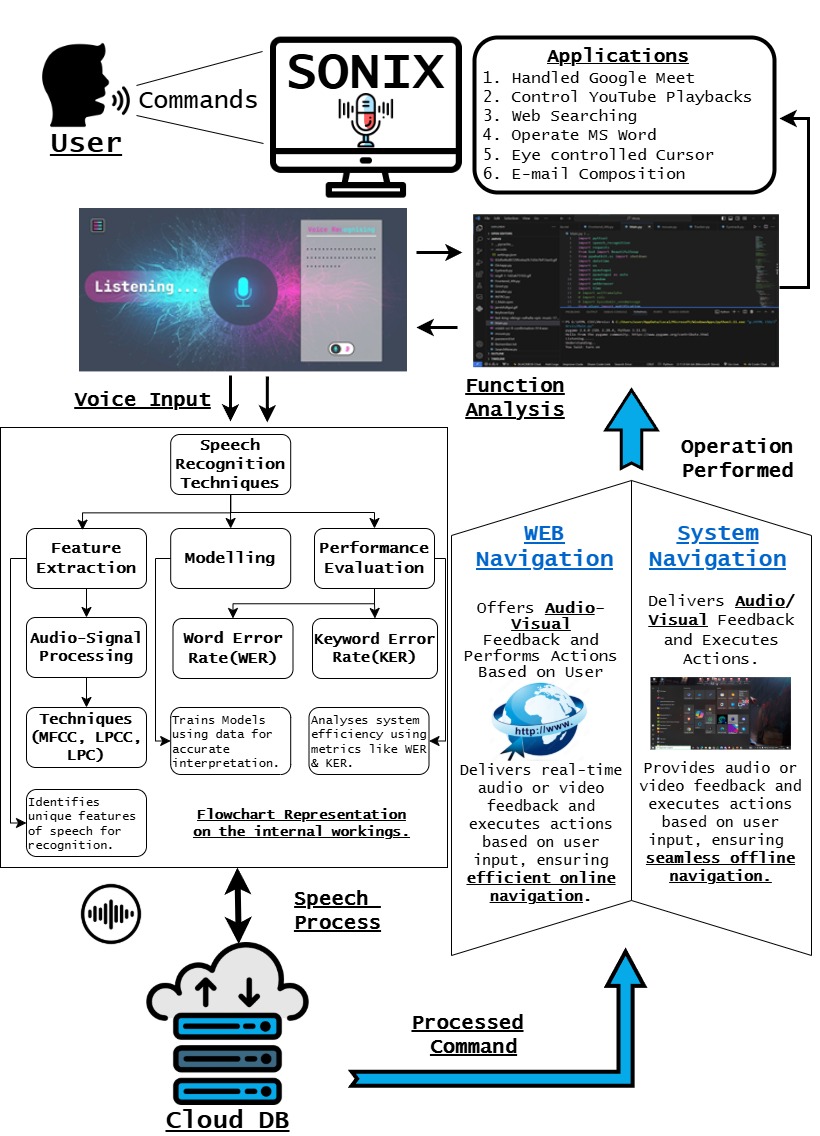 SONIX
Commands
User
Applications
1. Handled Google Meet
2. Control YouTube Playbacks
3. Web Searching
4. Operate MS Word
5. Eye controlled Cursor
6. E-mail Composition
Voice Recognising
Listening...
Voice Input
Function
Analysis
Operation
Performed
Speech
Recognition
Techniques
Feature
Extraction
Modelling
Performance
Evaluation
Audio-Signal
Processing
Word Error
Rate(WER)
Keyword Error
Rate(KER)
Techniques
(MFCC, LPCC,
LPC)
Trains Models
using data for
accurate
interpretation.
Analyses system
efficiency using
metrics like WER
& KER.
Identifies
unique features
of speech for
recognition.
Flowchart Representation
on the internal workings.
WEB
Navigation
Offers Audio-
Visual
Feedback and
Performs Actions
Based on User
http://www.
Delivers real-time
audio or video
feedback and
executes actions
based on user
input, ensuring
efficient online
navigation.
System
Navigation
Delivers Audio/
Visual Feedback
and Executes
Actions.
Provides audio or
video feedback and
executes actions
based on user
input, ensuring
seamless offline
navigation.
Speech
Process
Processed
Command
Cloud DB